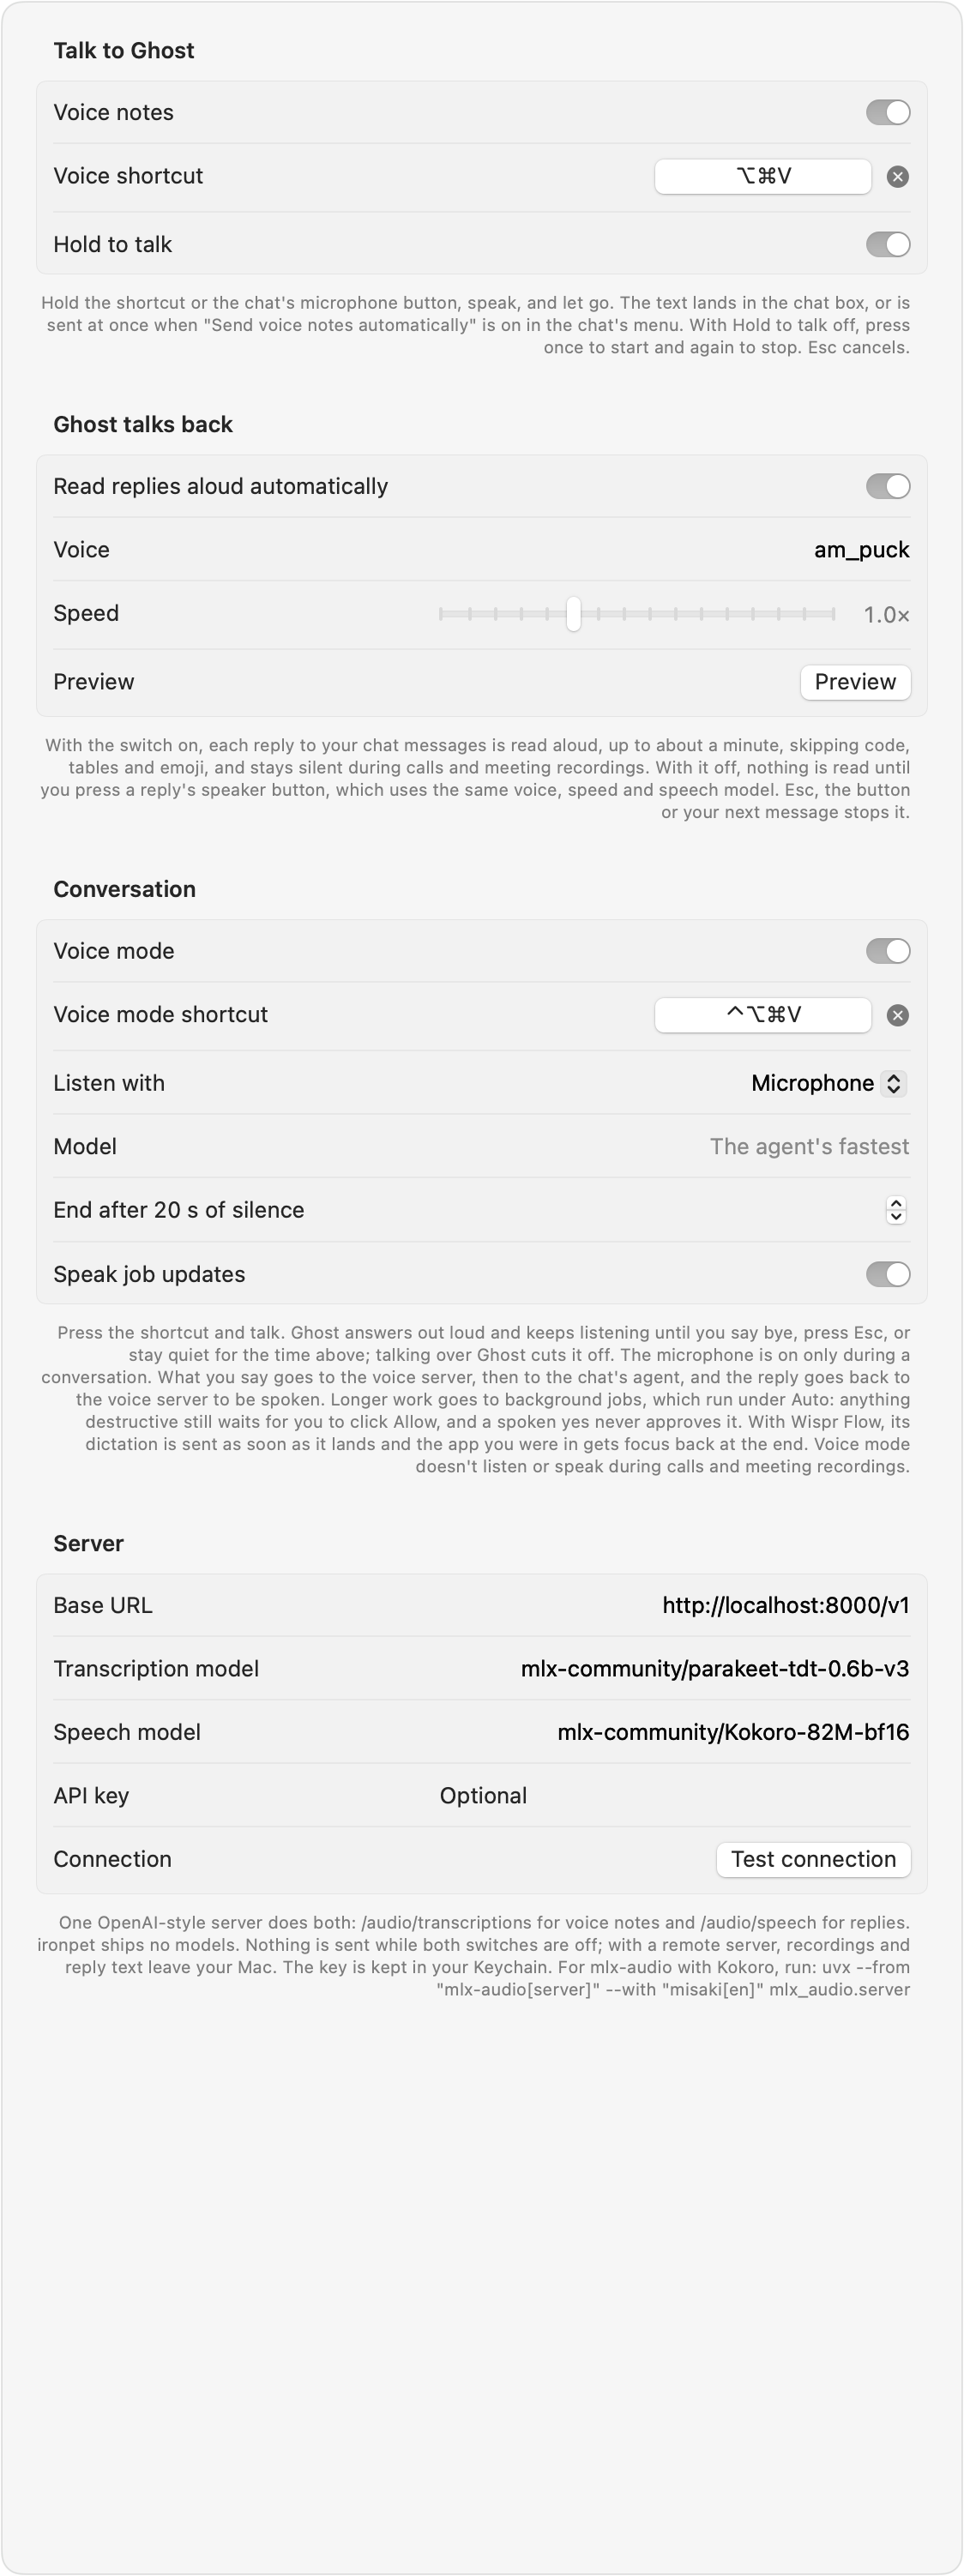 Talk to Ghost
Voice notes
Voice shortcut ⌥⌘V
Hold to talk
Hold the shortcut or the chat's microphone button, speak, and let go. The text lands in the chat box, or is
sent at once when "Send voice notes automatically" is on in the chat's menu. With Hold to talk off, press
once to start and again to stop. Esc cancels.
Ghost talks back
Read replies aloud automatically
Voice am_puck
Speed 1.0×
Preview Preview
With the switch on, each reply to your chat messages is read aloud, up to about a minute, skipping code,
tables and emoji, and stays silent during calls and meeting recordings. With it off, nothing is read until
you press a reply's speaker button, which uses the same voice, speed and speech model. Esc, the button
or your next message stops it.
Conversation
Voice mode
Voice mode shortcut ^⌥⌘V
Listen with Microphone
Model The agent's fastest
End after 20 s of silence
Speak job updates
Press the shortcut and talk. Ghost answers out loud and keeps listening until you say bye, press Esc, or
stay quiet for the time above; talking over Ghost cuts it off. The microphone is on only during a
conversation. What you say goes to the voice server, then to the chat's agent, and the reply goes back to
the voice server to be spoken. Longer work goes to background jobs, which run under Auto: anything
destructive still waits for you to click Allow, and a spoken yes never approves it. With Wispr Flow, its
dictation is sent as soon as it lands and the app you were in gets focus back at the end. Voice mode
doesn't listen or speak during calls and meeting recordings.
Server
Base URL http://localhost:8000/v1
Transcription model mlx-community/parakeet-tdt-0.6b-v3
Speech model mlx-community/Kokoro-82M-bf16
API key Optional
Connection Test connection
One OpenAI-style server does both: /audio/transcriptions for voice notes and /audio/speech for replies.
ironpet ships no models. Nothing is sent while both switches are off; with a remote server, recordings and
reply text leave your Mac. The key is kept in your Keychain. For mlx-audio with Kokoro, run: uvx --from
"mlx-audio[server]" --with "misaki[en]" mlx_audio.server